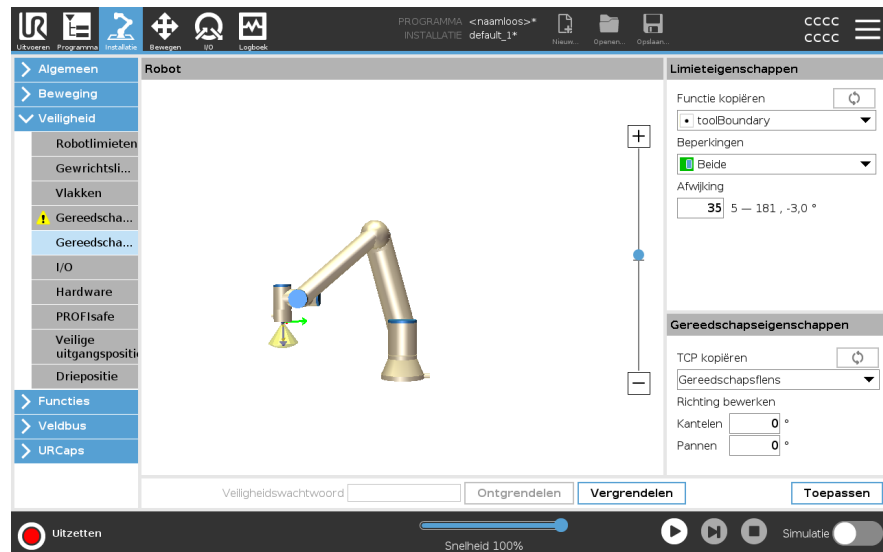 PROGRAMMA <naamloos>*
INSTALLATIE default_1*
Uitvoeren Programma Installatie Bewegen I/O Logboek
Nieuw... Openen... Opslaan...
cccc
cccc
Algemeen
Beweging
Veiligheid
Robotlimieten
Gewrichtsli...
Vlakken
Gereedscha...
Gereedscha...
I/O
Hardware
PROFIsafe
Veilige
uitgangspositi
Driepositie
Functies
Veldbus
URCaps
Robot
Limieteigenschappen
Functie kopiëren
toolBoundary
Beperkingen
Beide
Afwijking
35 5 — 181 , -3,0 °
Gereedschapseigenschappen
TCP kopiëren
Gereedschapsflens
Richting bewerken
Kantelen 0 °
Pannen 0 °
Veiligheidswachtwoord Ontgrendelen Vergrendelen Toepassen
Uitzetten
Snelheid 100%
Simulatie